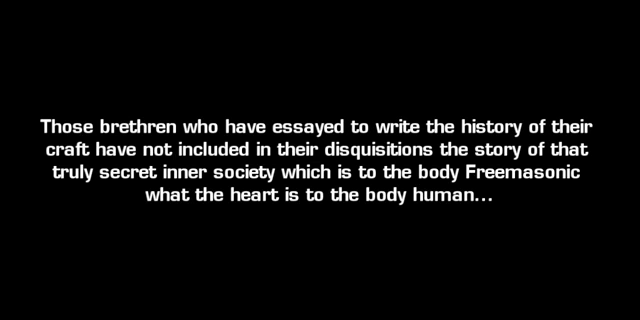 Those brethren who have essayed to write the history of their
craft have not included in their disquisitions the story of that
truly secret inner society which is to the body Freemasonic
what the heart is to the body human...